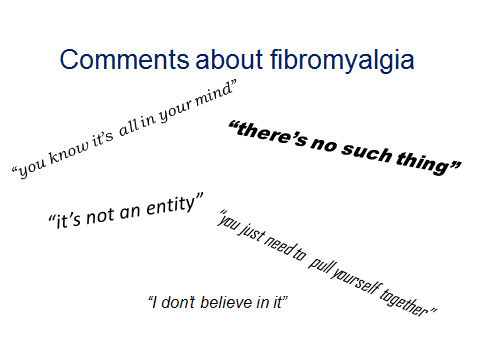 Comments about fibromyalgia
“you know it’s all in your mind”
“there’s no such thing”
“it’s not an entity”
“you just need to pull yourself together”
“I don’t believe in it”